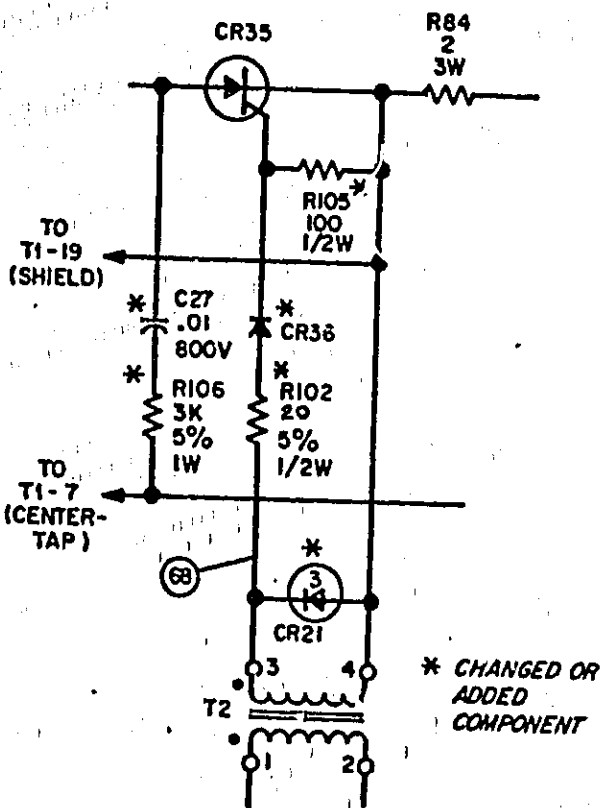 CR35
R84
2
3W
R105
*
100
1/2W
TO
T1-19
(SHIELD)
* C27
.01
800V
*
CR36
* R106
3K
5%
1W
* R102
20
5%
1/2W
TO
T1-7
(CENTER-
TAP)
68
*
3
CR21
3
4
T2
1
2
* CHANGED OR
ADDED
COMPONENT